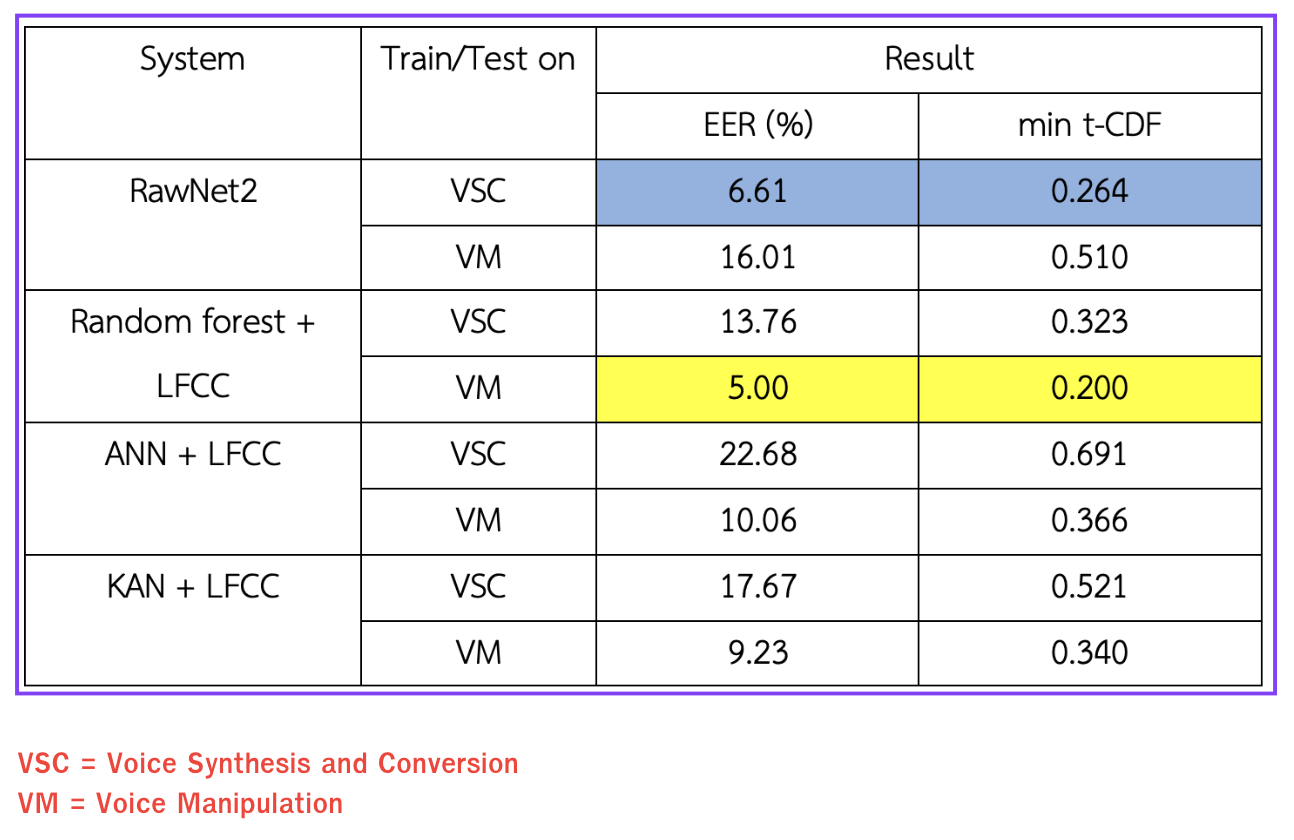 System Train/Test on Result
EER (%) min t-CDF
RawNet2 VSC 6.61 0.264
VM 16.01 0.510
Random forest + VSC 13.76 0.323
LFCC VM 5.00 0.200
ANN + LFCC VSC 22.68 0.691
VM 10.06 0.366
KAN + LFCC VSC 17.67 0.521
VM 9.23 0.340
VSC = Voice Synthesis and Conversion
VM = Voice Manipulation